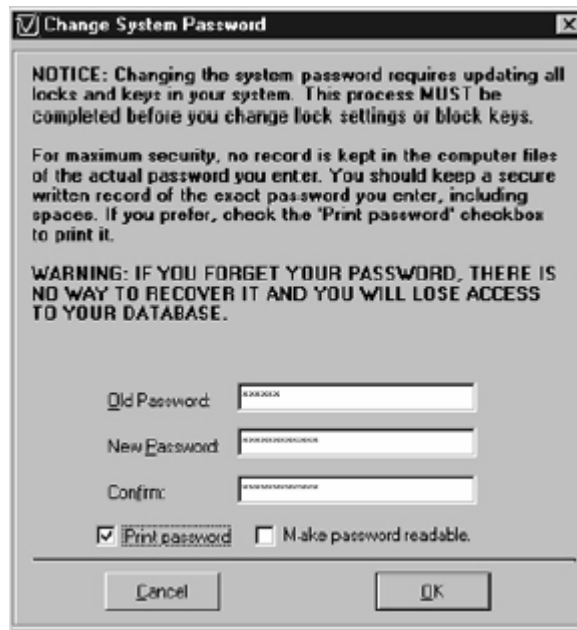 Change System Password
NOTICE: Changing the system password requires updating all
locks and keys in your system. This process MUST be
completed before you change lock settings or block keys.
For maximum security, no record is kept in the computer files
of the actual password you enter. You should keep a secure
written record of the exact password you enter, including
spaces. If you prefer, check the 'Print password' checkbox
to print it.
WARNING: IF YOU FORGET YOUR PASSWORD, THERE IS
NO WAY TO RECOVER IT AND YOU WILL LOSE ACCESS
TO YOUR DATABASE.
Old Password:
New Password:
Confirm:
Print password Make password readable.
Cancel OK